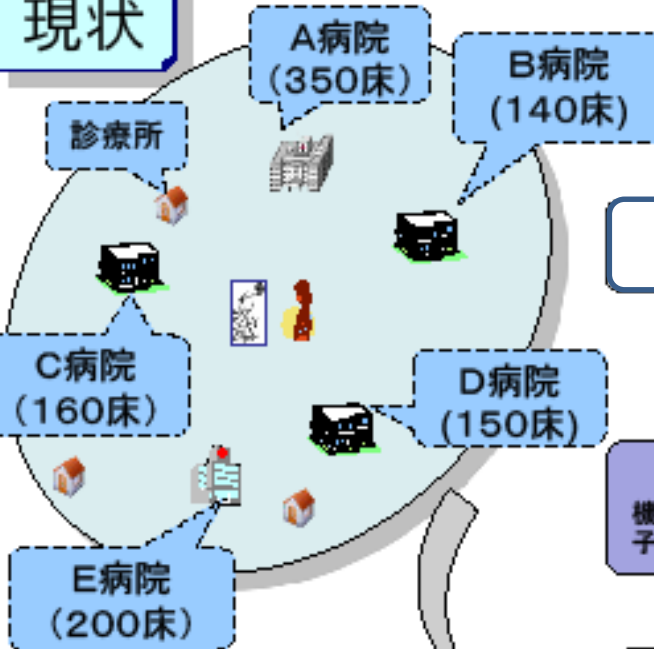 現状
A病院
（350床）
B病院
(140床)
診療所
C病院
（160床）
D病院
(150床)
E病院
（200床）
機
子